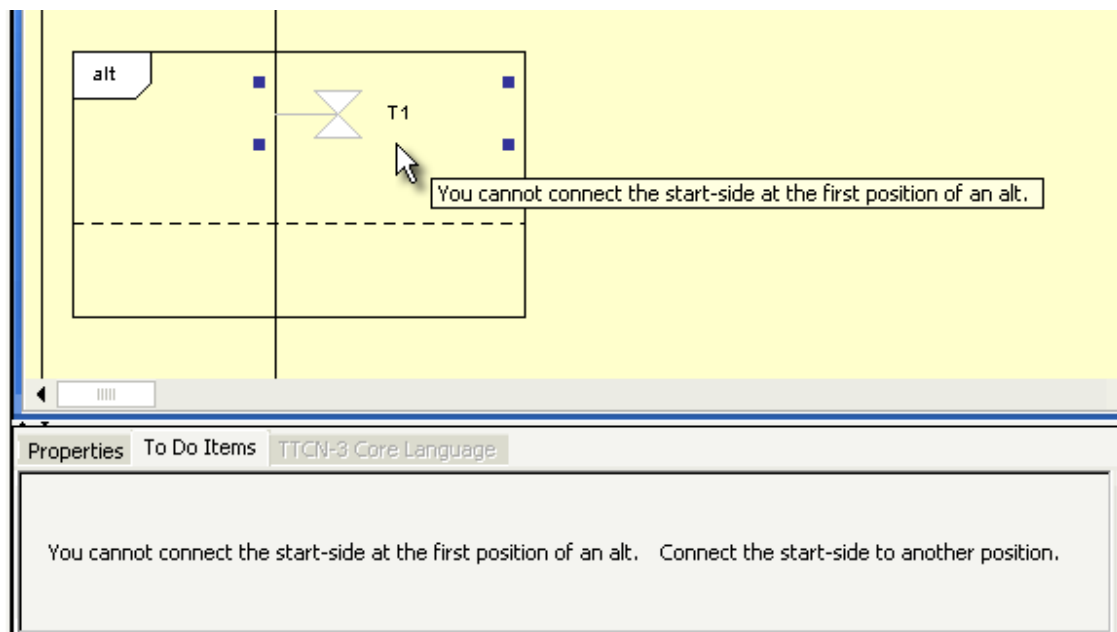 alt
T1
You cannot connect the start-side at the first position of an alt.
Properties To Do Items TTCN-3 Core Language
You cannot connect the start-side at the first position of an alt. Connect the start-side to another position.